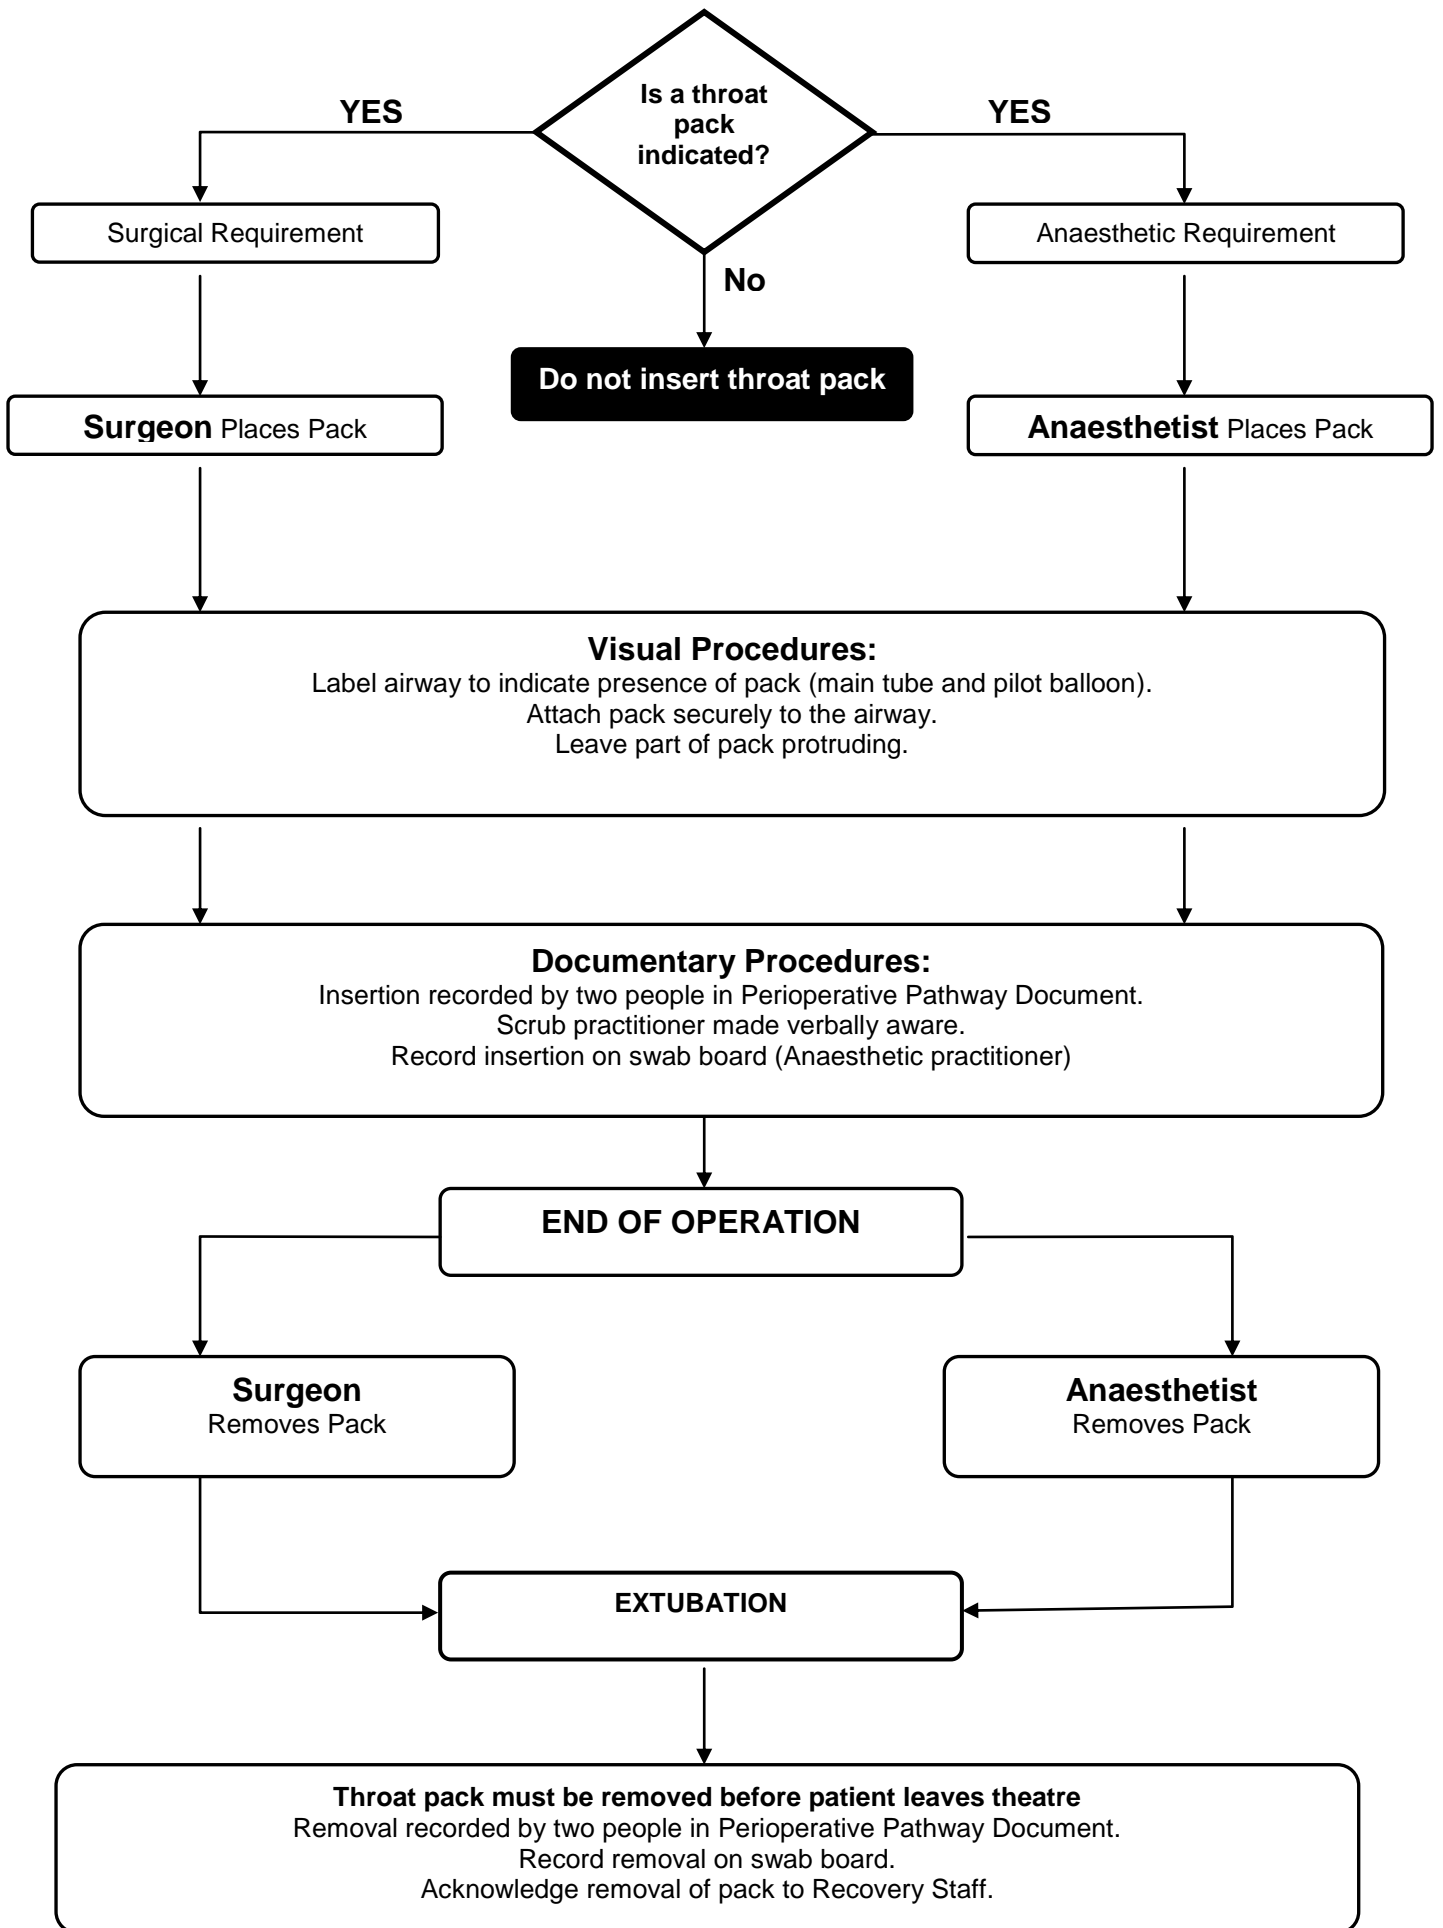 Is a throat
pack
indicated?
YES
YES
Surgical Requirement
Anaesthetic Requirement
No
Do not insert throat pack
Surgeon Places Pack
Anaesthetist Places Pack
Visual Procedures:
Label airway to indicate presence of pack (main tube and pilot balloon).
Attach pack securely to the airway.
Leave part of pack protruding.
Documentary Procedures:
Insertion recorded by two people in Perioperative Pathway Document.
Scrub practitioner made verbally aware.
Record insertion on swab board (Anaesthetic practitioner)
END OF OPERATION
Surgeon
Removes Pack
Anaesthetist
Removes Pack
EXTUBATION
Throat pack must be removed before patient leaves theatre
Removal recorded by two people in Perioperative Pathway Document.
Record removal on swab board.
Acknowledge removal of pack to Recovery Staff.